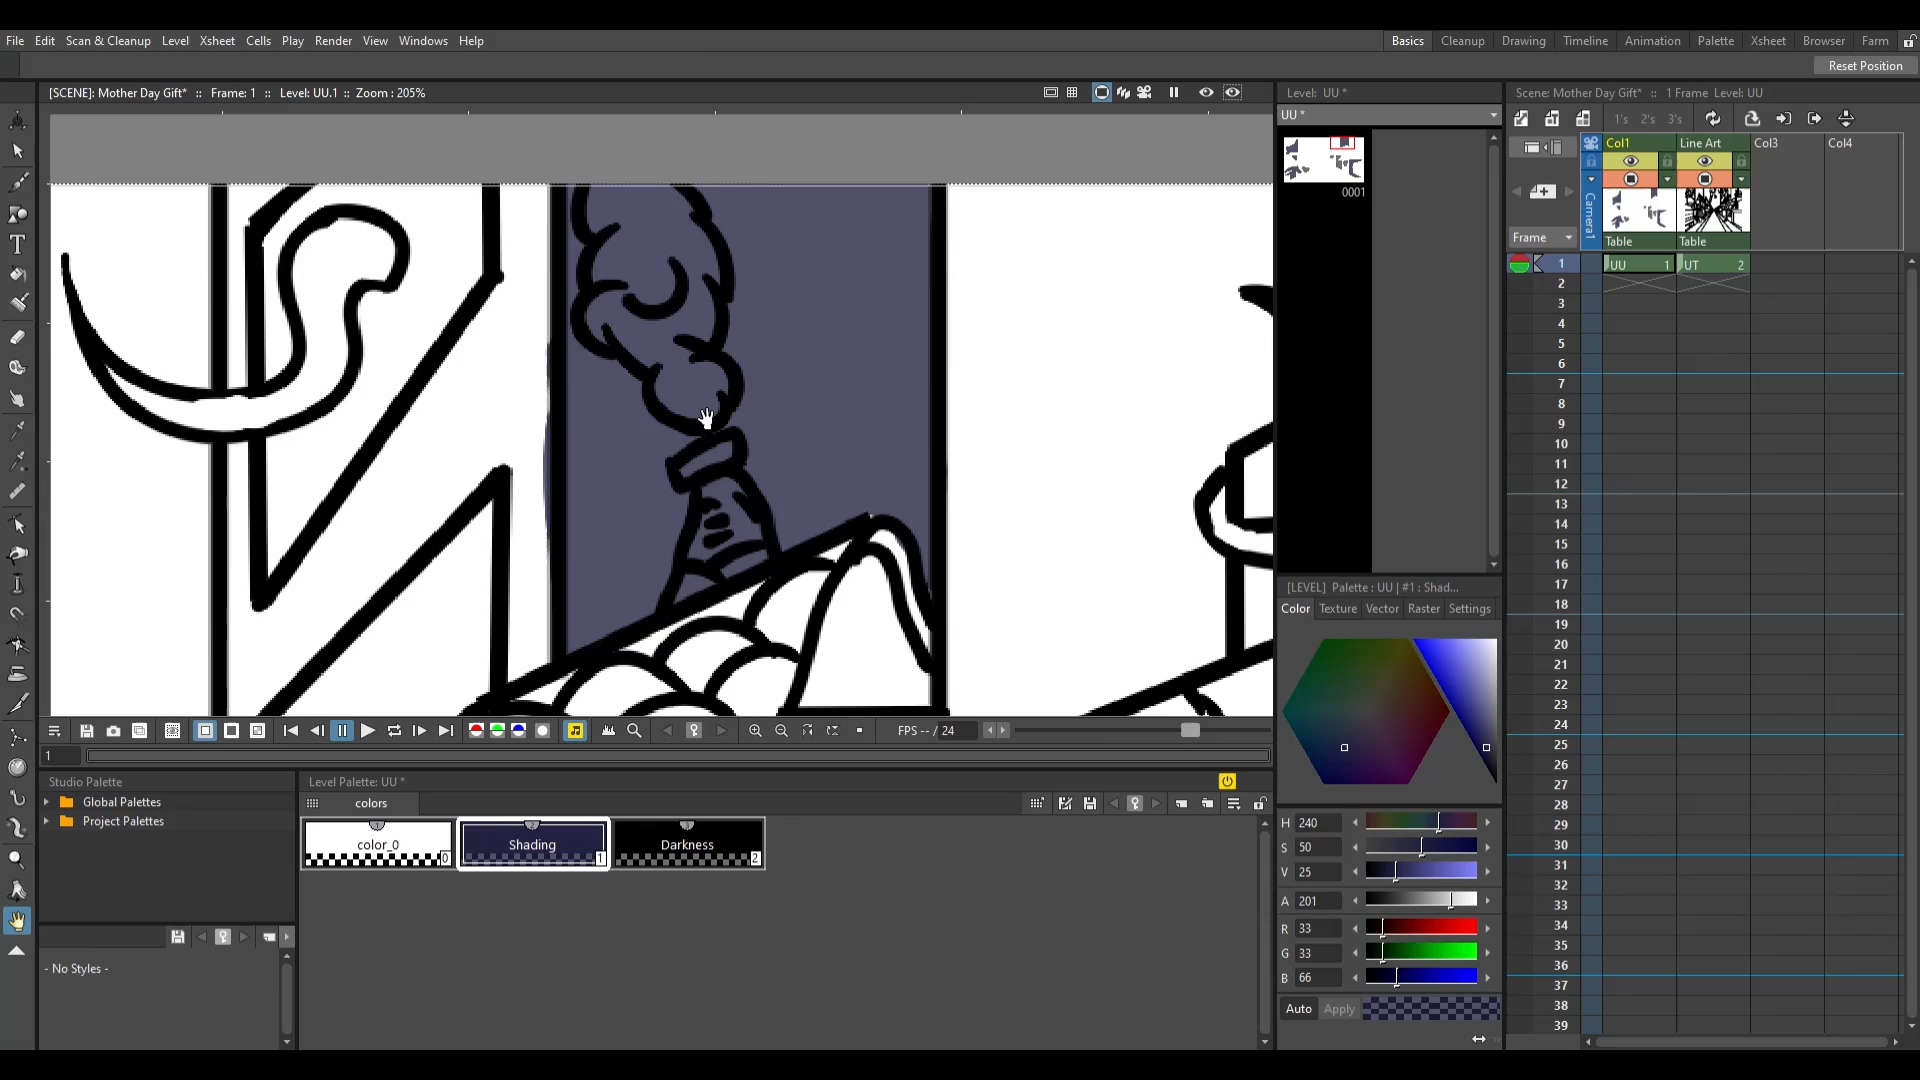 File Edit Scan & Cleanup Level Xsheet Cells Play Render View Windows Help
Basics Cleanup Drawing Timeline Animation Palette Xsheet Browser Farm
Reset Position
[SCENE]: Mother Day Gift* :: Frame: 1 :: Level: UU.1 :: Zoom : 205%
Level: UU *
Scene: Mother Day Gift* :: 1 Frame Level: UU
UU *
1's 2's 3's
Col1 Line Art Col3 Col4
0001
Camera1
Frame
Table Table
1 UU 1 UT 2
2
3
4
5
6
7
8
9
10
11
12
13
14
15
16
17
18
19
20
21
22
23
24
25
26
27
28
29
30
31
32
33
34
35
36
37
38
39
[LEVEL] Palette : UU | #1 : Shad...
Color Texture Vector Raster Settings
H 240
S 50
V 25
A 201
R 33
G 33
B 66
Auto Apply
FPS -- / 24
1
Studio Palette
Global Palettes
Project Palettes
- No Styles -
Level Palette: UU *
colors
color_0 0
Shading 1
Darkness 2